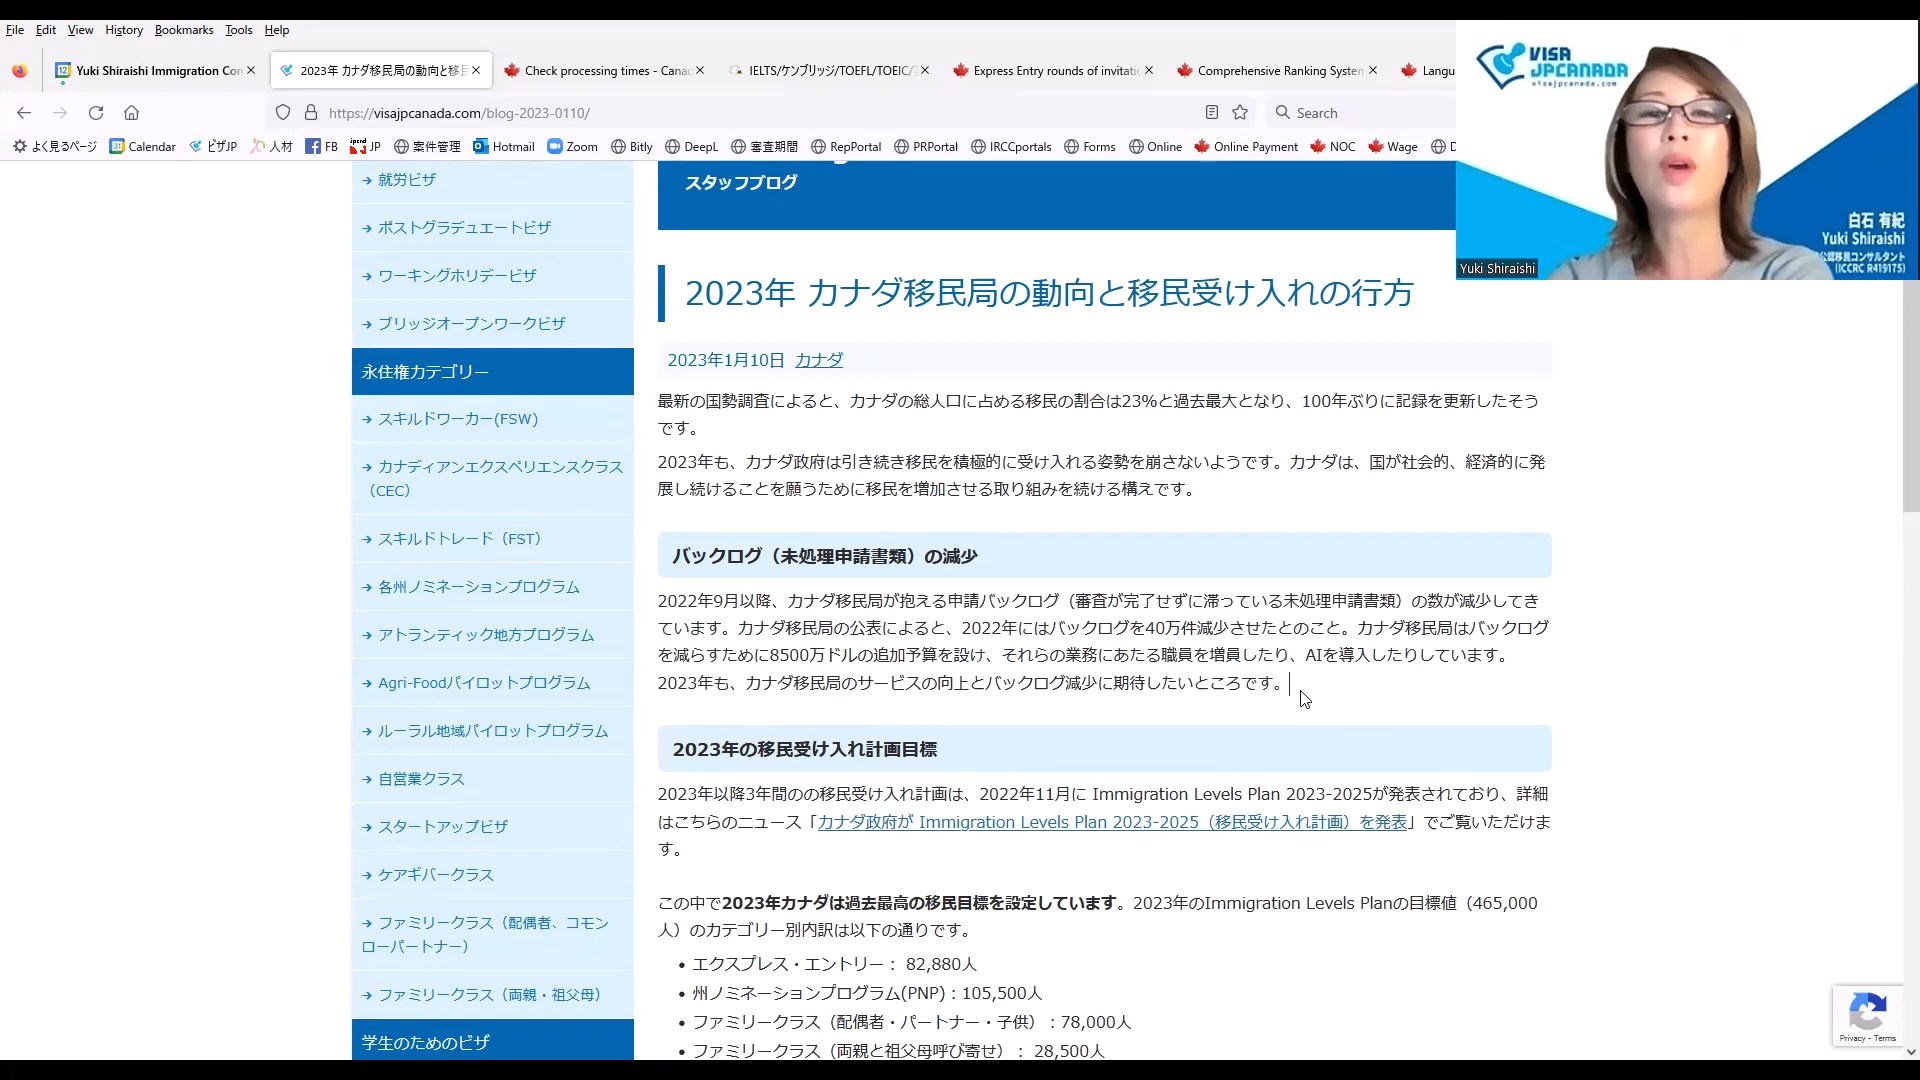 File Edit View History Bookmarks Tools Help
Yuki Shiraishi Immigration Con
2023年 カナダ移民局の動向と移民
Check processing times - Canad
IELTS/ケンブリッジ/TOEFL/TOEIC/
Express Entry rounds of invitatio
Comprehensive Ranking System
Langu
https://visajpcanada.com/blog-2023-0110/
Search
よく見るページ Calendar ビザJP 人材 FB JP 案件管理 Hotmail Zoom Bitly DeepL 審査期間 RepPortal PRPortal IRCCportals Forms Online Online Payment NOC Wage D
VISA
JPCANADA
visajpcanada.com
白石 有紀
Yuki Shiraishi
公認移民コンサルタント
(ICCRC R419175)
Yuki Shiraishi
→ 就労ビザ
→ ポストグラデュエートビザ
→ ワーキングホリデービザ
→ ブリッジオープンワークビザ
永住権カテゴリー
→ スキルドワーカー(FSW)
→ カナディアンエクスペリエンスクラス
（CEC）
→ スキルドトレード（FST）
→ 各州ノミネーションプログラム
→ アトランティック地方プログラム
→ Agri-Foodパイロットプログラム
→ ルーラル地域パイロットプログラム
→ 自営業クラス
→ スタートアップビザ
→ ケアギバークラス
→ ファミリークラス（配偶者、コモン
ローパートナー）
→ ファミリークラス（両親・祖父母）
学生のためのビザ
スタッフブログ
2023年 カナダ移民局の動向と移民受け入れの行方
2023年1月10日 カナダ
最新の国勢調査によると、カナダの総人口に占める移民の割合は23%と過去最大となり、100年ぶりに記録を更新したそう
です。
2023年も、カナダ政府は引き続き移民を積極的に受け入れる姿勢を崩さないようです。カナダは、国が社会的、経済的に発
展し続けることを願うために移民を増加させる取り組みを続ける構えです。
バックログ（未処理申請書類）の減少
2022年9月以降、カナダ移民局が抱える申請バックログ（審査が完了せずに滞っている未処理申請書類）の数が減少してき
ています。カナダ移民局の公表によると、2022年にはバックログを40万件減少させたとのこと。カナダ移民局はバックログ
を減らすために8500万ドルの追加予算を設け、それらの業務にあたる職員を増員したり、AIを導入したりしています。
2023年も、カナダ移民局のサービスの向上とバックログ減少に期待したいところです。
2023年の移民受け入れ計画目標
2023年以降3年間のの移民受け入れ計画は、2022年11月に Immigration Levels Plan 2023-2025が発表されており、詳細
はこちらのニュース「カナダ政府が Immigration Levels Plan 2023-2025（移民受け入れ計画）を発表」でご覧いただけま
す。
この中で2023年カナダは過去最高の移民目標を設定しています。2023年のImmigration Levels Planの目標値（465,000
人）のカテゴリー別内訳は以下の通りです。
• エクスプレス・エントリー： 82,880人
• 州ノミネーションプログラム(PNP)：105,500人
• ファミリークラス（配偶者・パートナー・子供）：78,000人
• ファミリークラス（両親と祖父母呼び寄せ）： 28,500人
Privacy - Terms